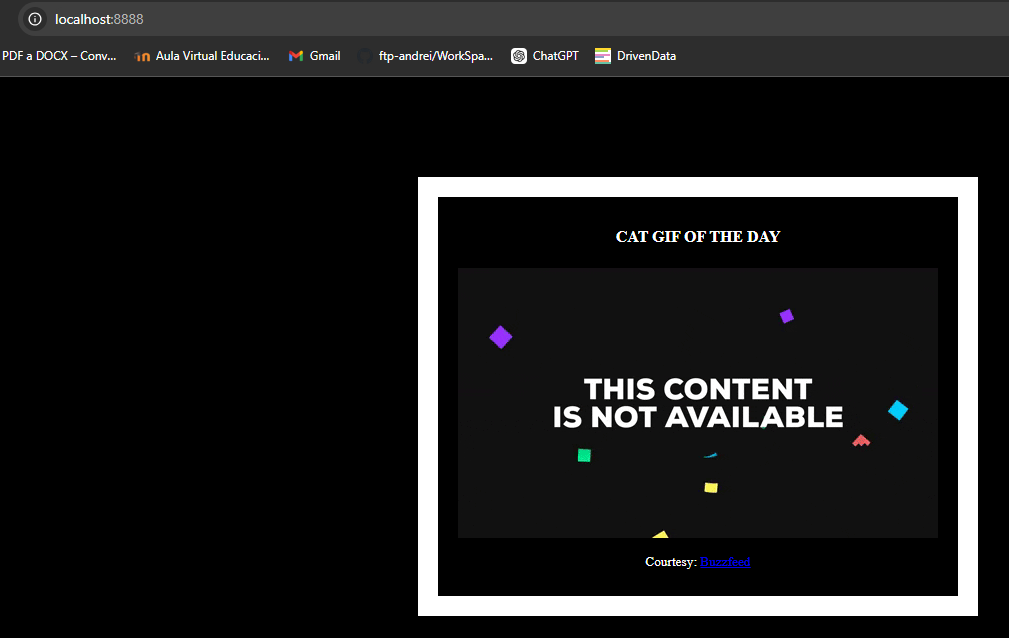 localhost:8888
PDF a DOCX – Conv...
Aula Virtual Educaci...
Gmail
ftp-andrei/WorkSpa...
ChatGPT
DrivenData
CAT GIF OF THE DAY
THIS CONTENT
IS NOT AVAILABLE
Courtesy: Buzzfeed